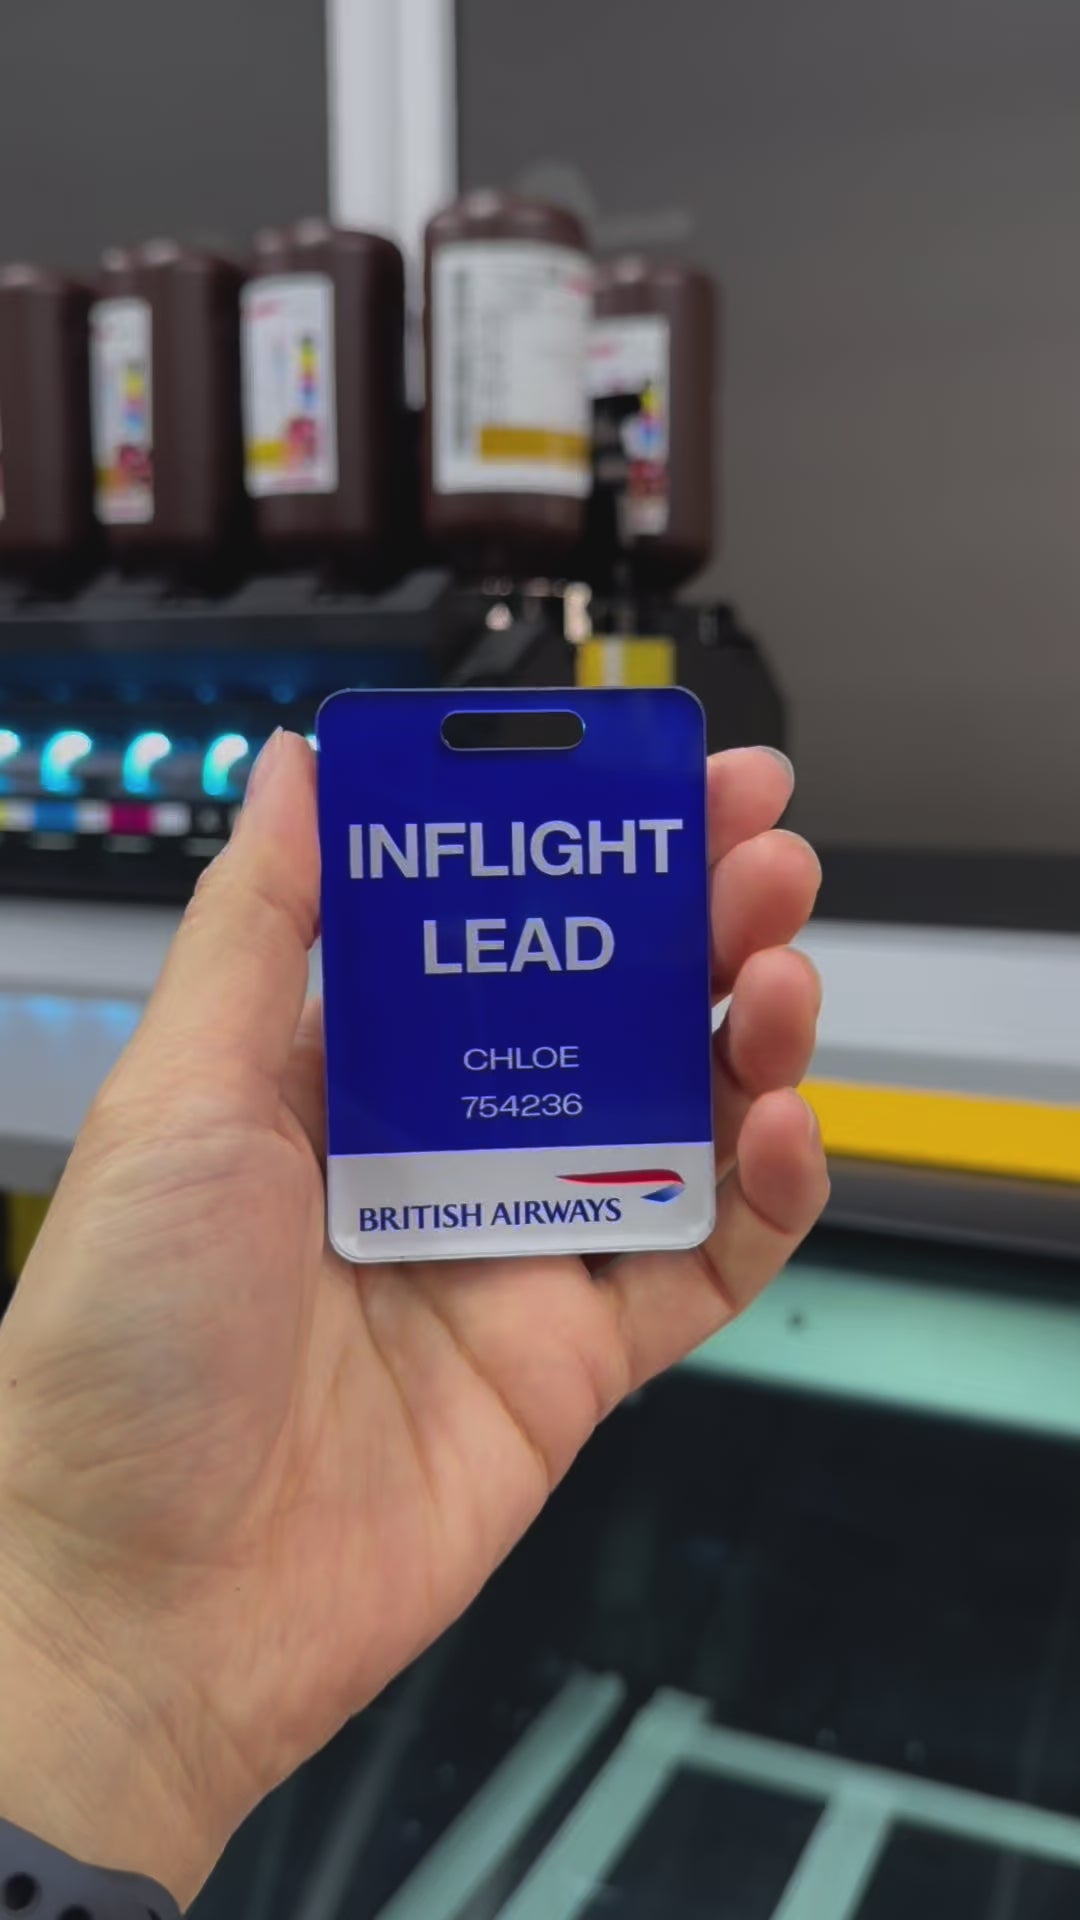 INFLIGHT
LEAD
CHLOE
754236
BRITISH AIRWAYS